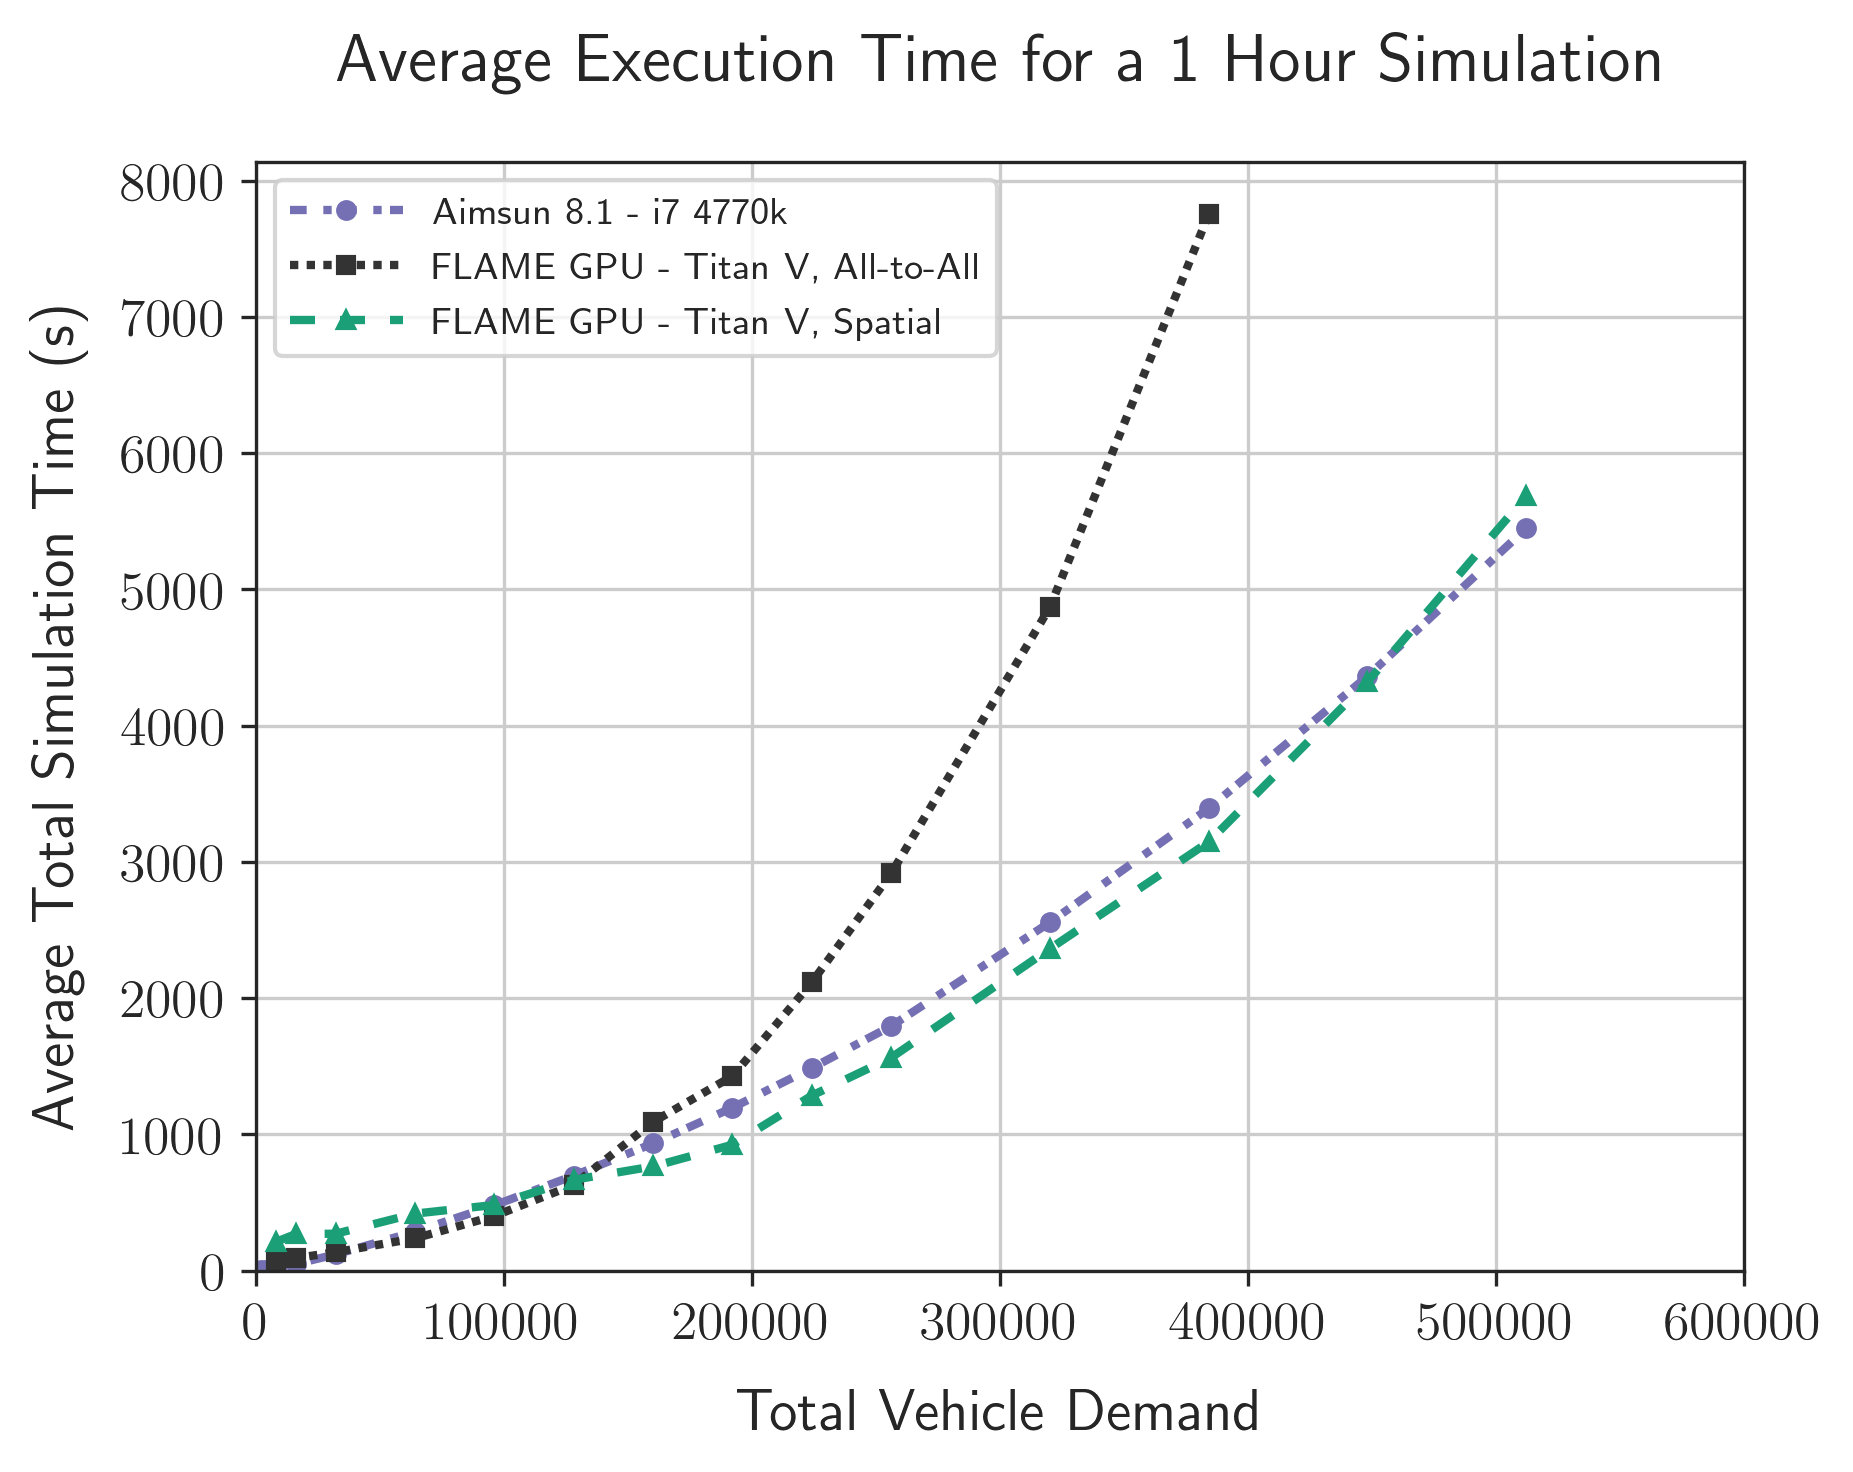 Average Execution Time for a 1 Hour Simulation
8000
7000
6000
5000
4000
3000
2000
1000
0
Average Total Simulation Time (s)
Aimsun 8.1 - i7 4770k
FLAME GPU - Titan V, All-to-All
FLAME GPU - Titan V, Spatial
0 100000 200000 300000 400000 500000 600000
Total Vehicle Demand